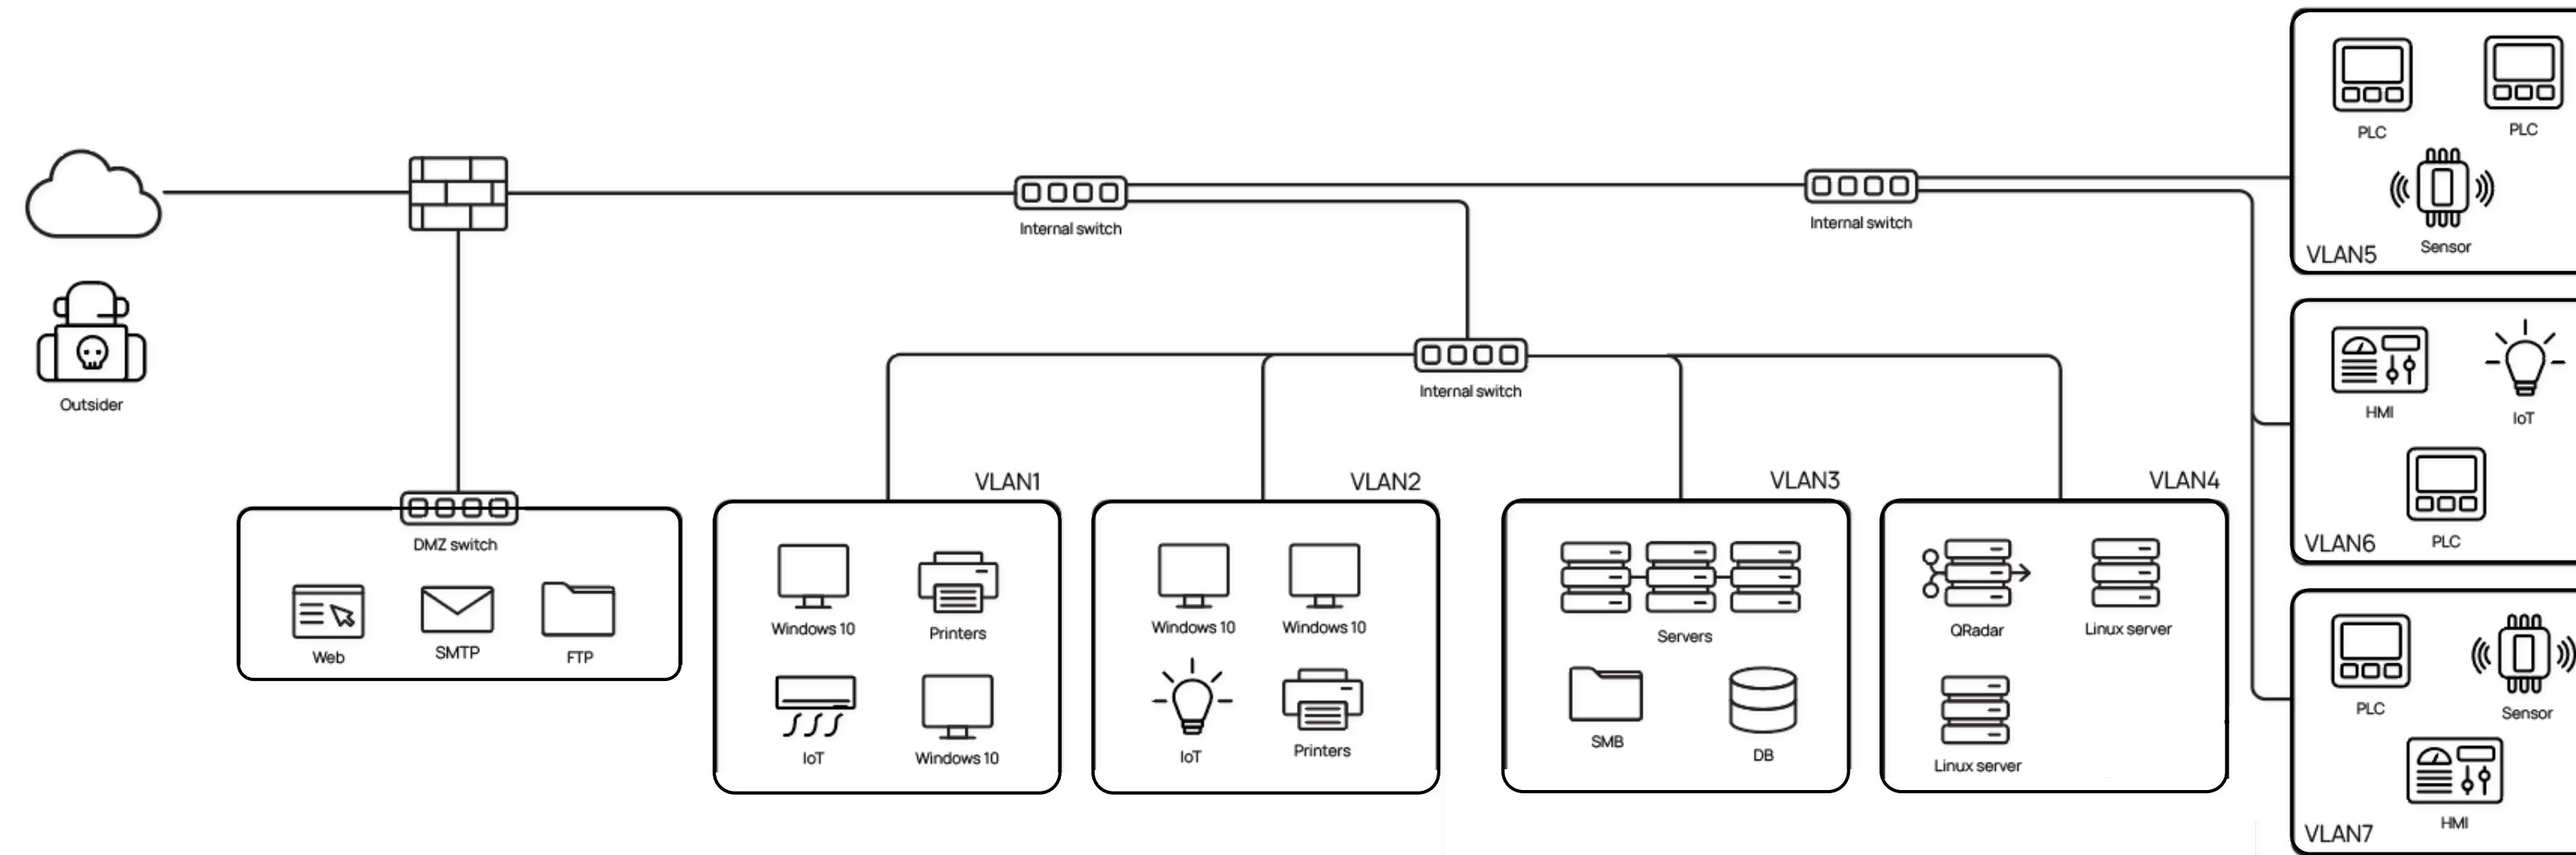 PLC
PLC
Sensor
VLAN5
Internal switch
Internal switch
Outsider
Internal switch
HMI
IoT
PLC
VLAN6
VLAN1
VLAN2
VLAN3
VLAN4
DMZ switch
Web
SMTP
FTP
Windows 10
Printers
IoT
Windows 10
Windows 10
Windows 10
IoT
Printers
Servers
SMB
DB
QRadar
Linux server
Linux server
PLC
Sensor
HMI
VLAN7